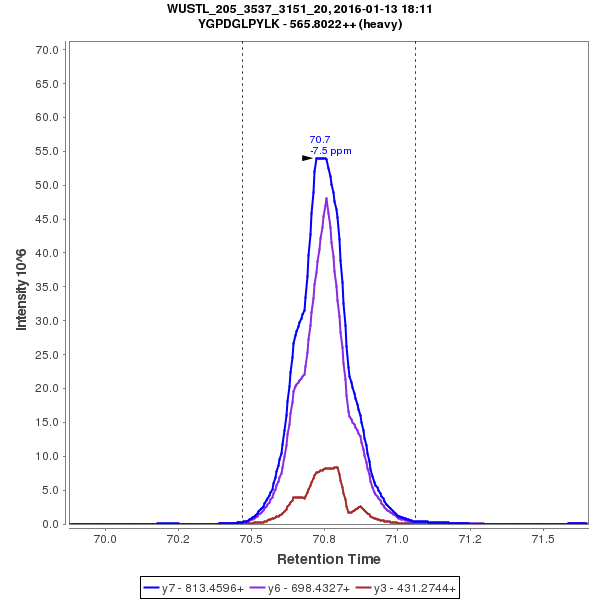 WUSTL_205_3537_3151_20, 2016-01-13 18:11
YGPDGLPYLK - 565.8022++ (heavy)
70.0
65.0
60.0
55.0
50.0
45.0
40.0
35.0
30.0
25.0
20.0
15.0
10.0
5.0
0.0
Intensity 10^6
70.7
-7.5 ppm
70.0 70.2 70.5 70.8 71.0 71.2 71.5
Retention Time
y7 - 813.4596+ y6 - 698.4327+ y3 - 431.2744+